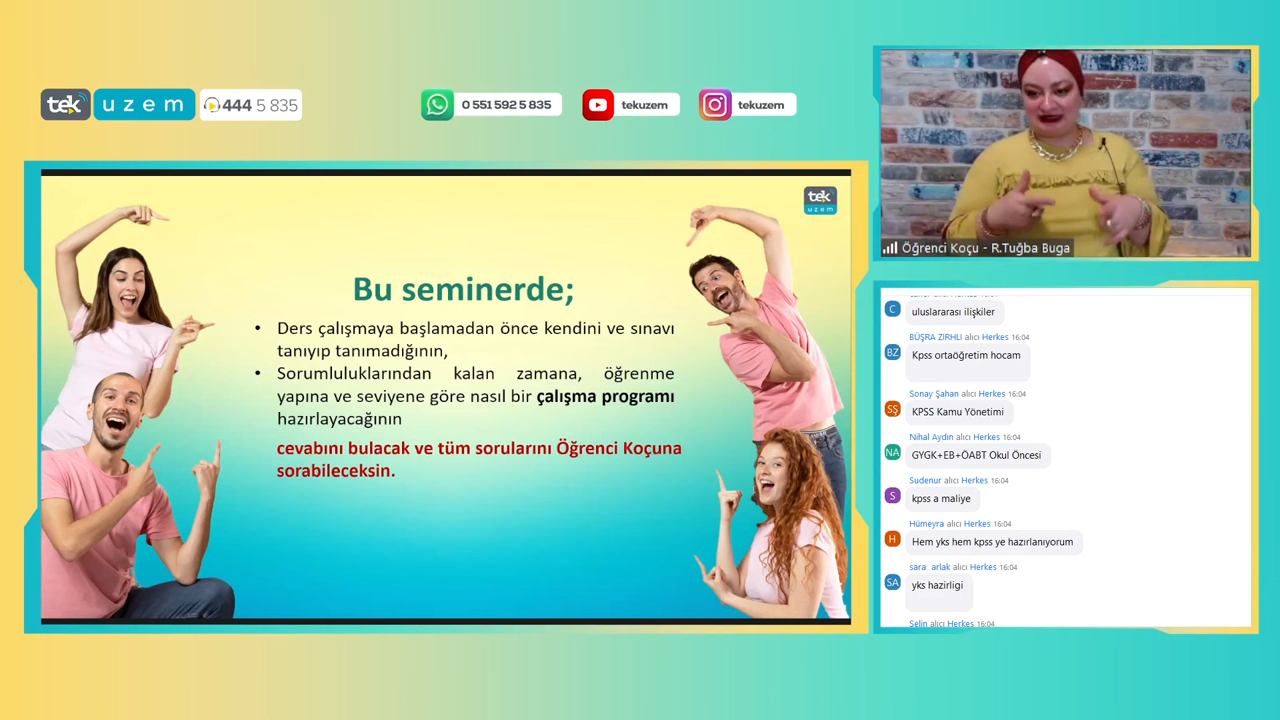 tek uzem 444 5 835
0 551 592 5 835
tekuzem
tekuzem
tek
uzem
Bu seminerde;
• Ders çalışmaya başlamadan önce kendini ve sınavı
tanıyıp tanımadığının,
• Sorumluluklarından kalan zamana, öğrenme
yapına ve seviyene göre nasıl bir çalışma programı
hazırlayacağının
cevabını bulacak ve tüm sorularını Öğrenci Koçuna
sorabileceksin.
Öğrenci Koçu - R.Tuğba Buga
C
uluslararası ilişkiler
BÜŞRA ZIRHLI alıcı Herkes 16:04
BZ
Kpss ortaöğretim hocam
Sonay Şahan alıcı Herkes 16:04
SŞ
KPSS Kamu Yönetimi
Nihal Aydın alıcı Herkes 16:04
NA
GYGK+EB+ÖABT Okul Öncesi
Sudenur alıcı Herkes 16:04
S
kpss a maliye
Hümeyra alıcı Herkes 16:04
H
Hem yks hem kpss ye hazırlanıyorum
sara arlak alıcı Herkes 16:04
SA
yks hazirligi
Selin alıcı Herkes 16:04